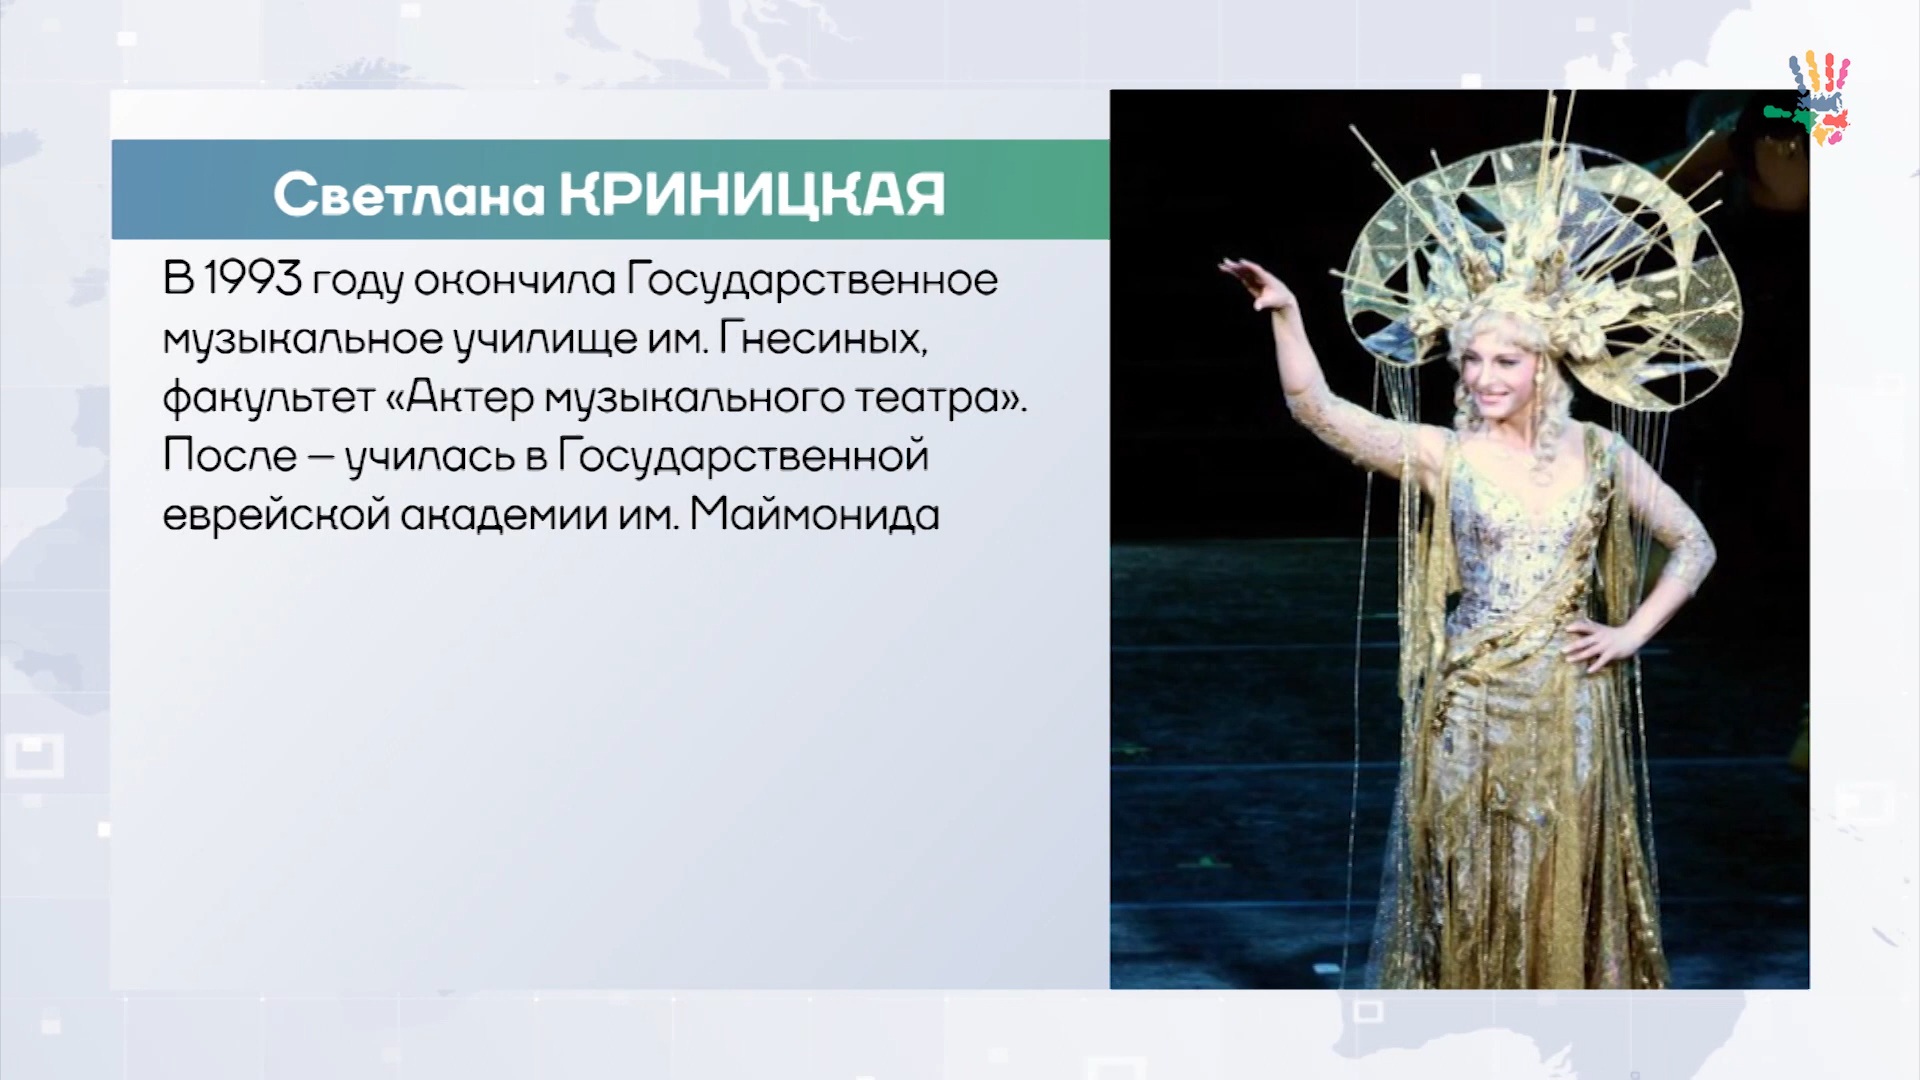 Светлана КРИНИЦКАЯ
В 1993 году окончила Государственное
музыкальное училище им. Гнесиных,
факультет «Актер музыкального театра».
После – училась в Государственной
еврейской академии им. Маймонида